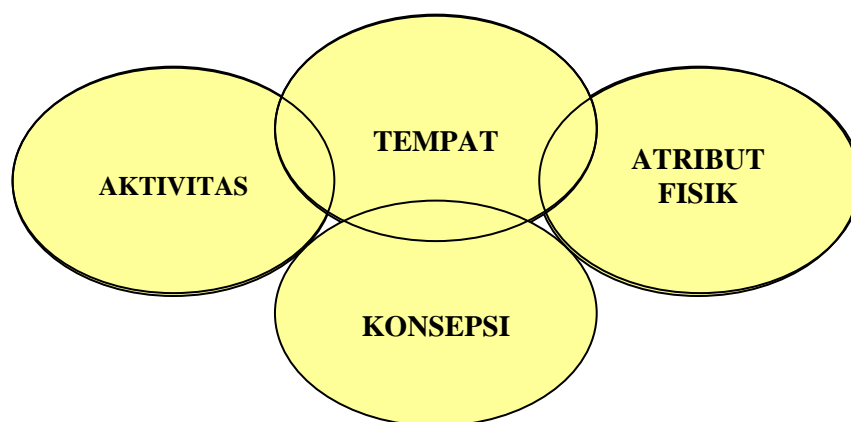 TEMPAT
AKTIVITAS
ATRIBUT
FISIK
KONSEPSI